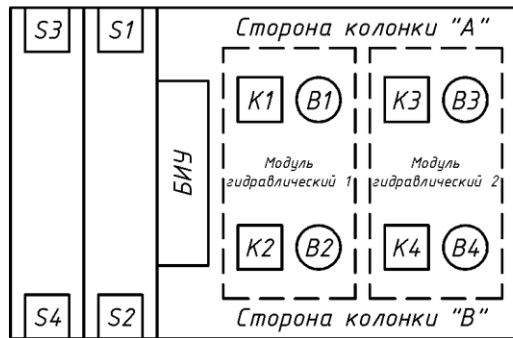 S3 S1 Сторона колонки "А"
К1 В1 К3 В3
БИУ
Модуль
гидравлический 1
Модуль
гидравлический 2
К2 В2 К4 В4
S4 S2 Сторона колонки "В"